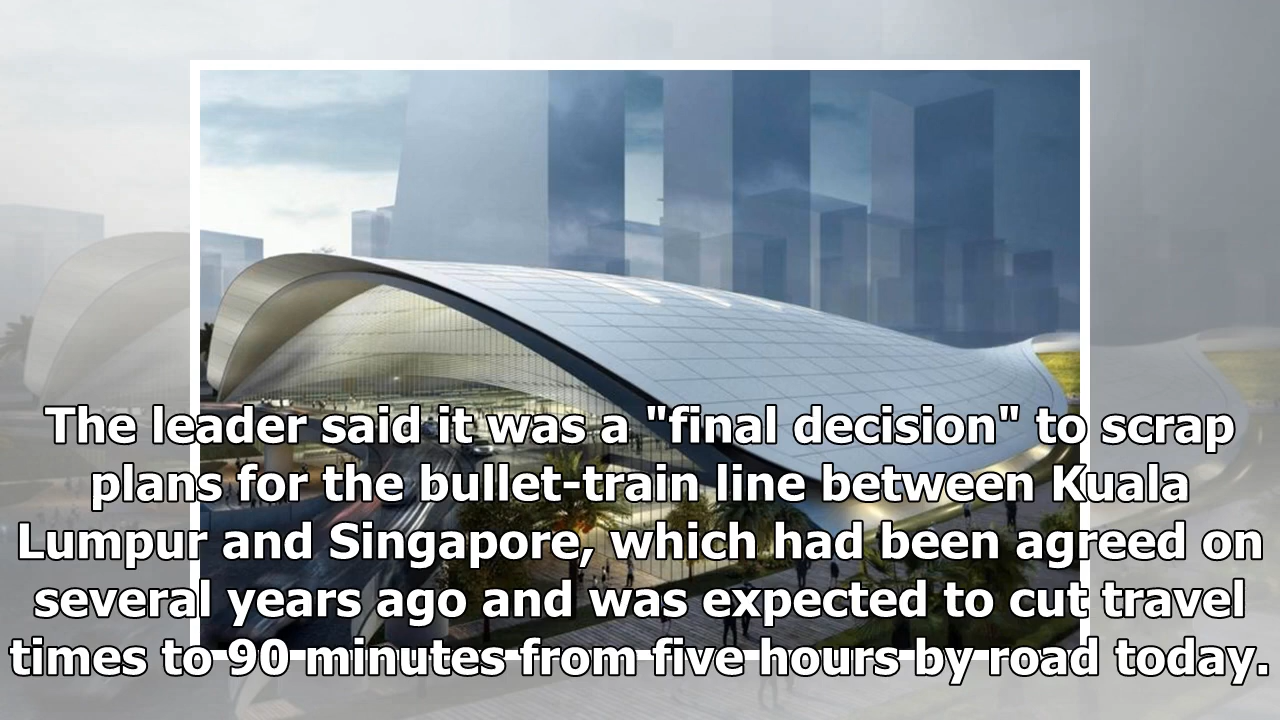 The leader said it was a "final decision" to scrap
plans for the bullet-train line between Kuala
Lumpur and Singapore, which had been agreed on
several years ago and was expected to cut travel
times to 90 minutes from five hours by road today.